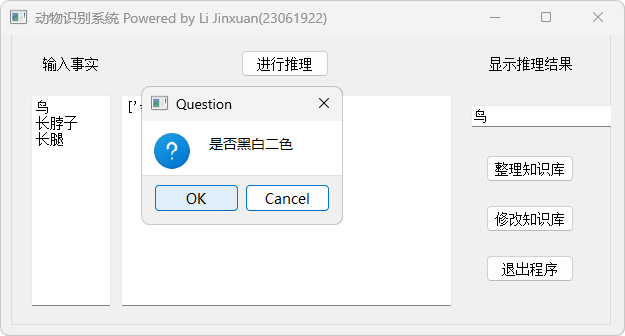 动物识别系统 Powered by Li Jinxuan(23061922)
输入事实
进行推理
显示推理结果
鸟
长脖子
长腿
['
Question
是否黑白二色
OK
Cancel
鸟
整理知识库
修改知识库
退出程序